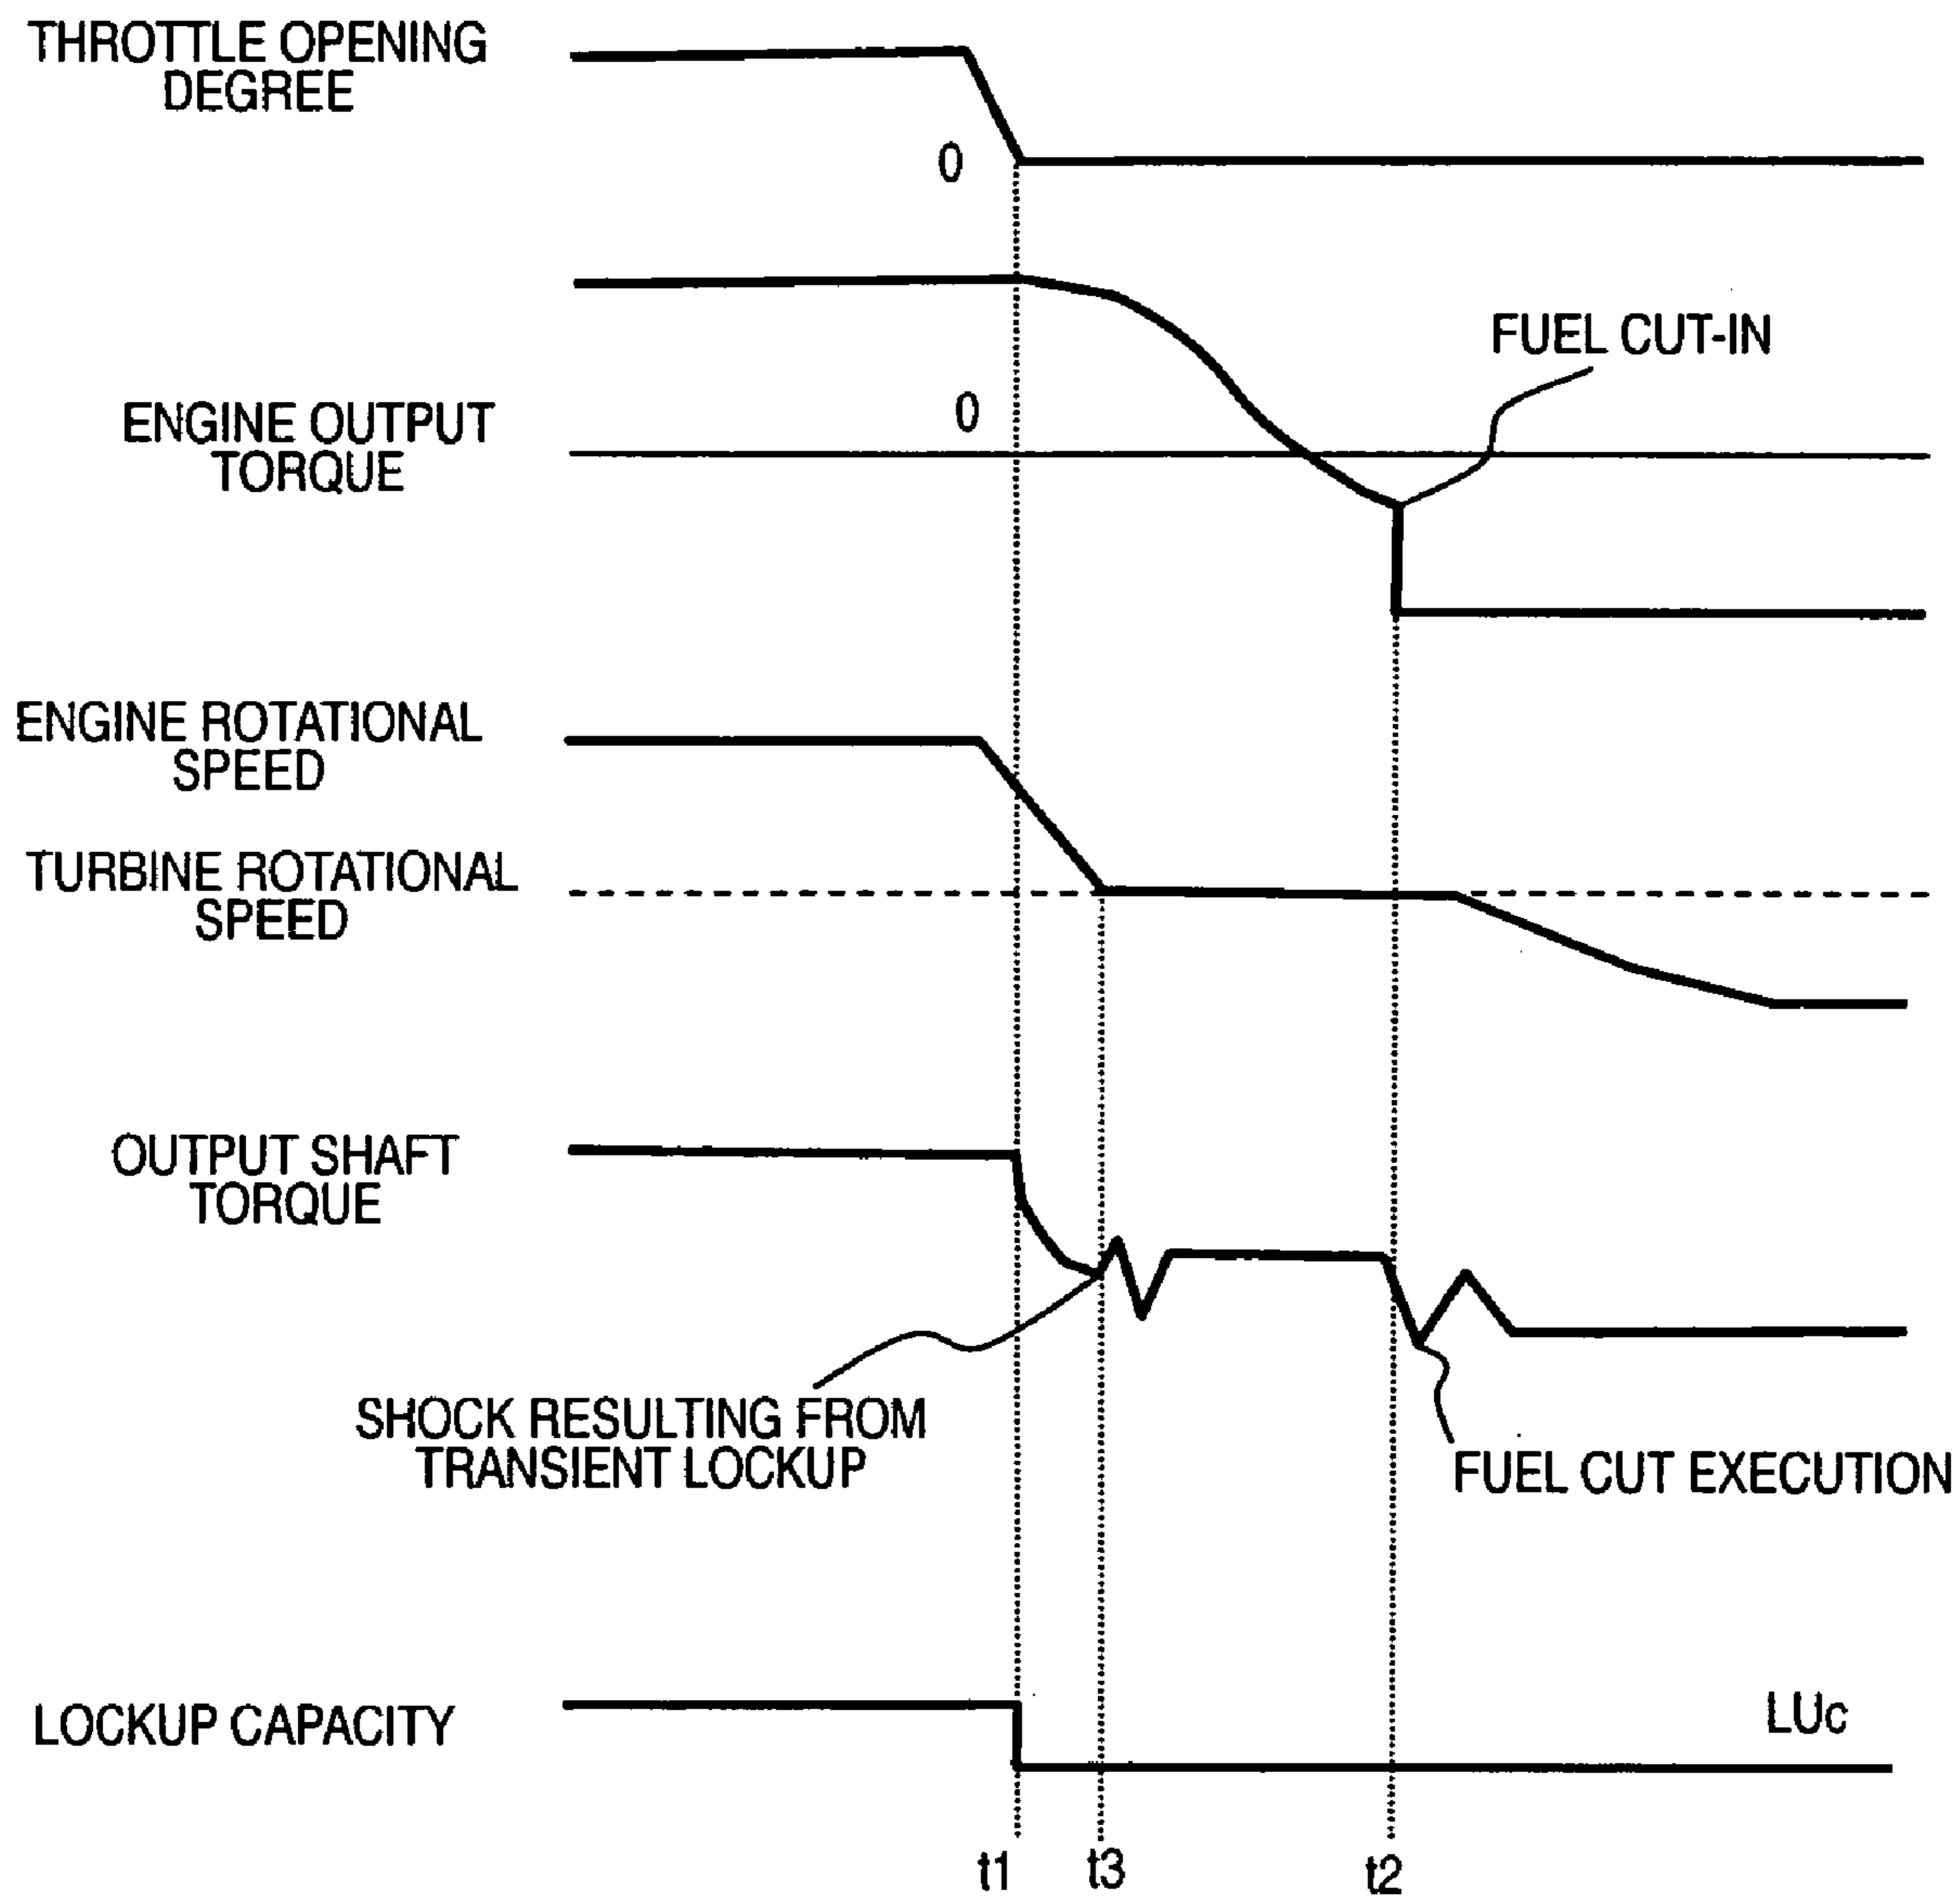 THROTTLE OPENING
DEGREE
0
FUEL CUT-IN
0
ENGINE OUTPUT
TORQUE
ENGINE ROTATIONAL
SPEED
TURBINE ROTATIONAL
SPEED
OUTPUT SHAFT
TORQUE
SHOCK RESULTING FROM
TRANSIENT LOCKUP
FUEL CUT EXECUTION
LOCKUP CAPACITY
LUc
t1
t3
t2